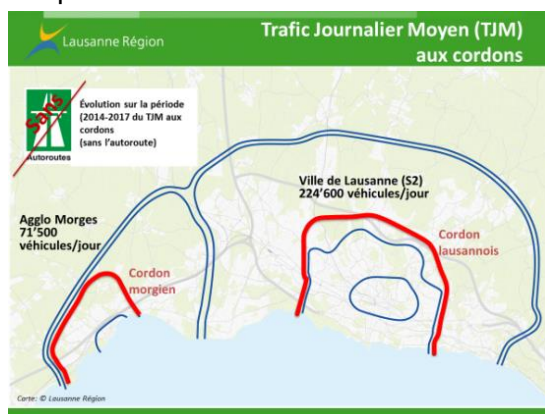 Lausanne Région
Trafic Journalier Moyen (TJM)
aux cordons
Sans
Autoroutes
Évolution sur la période
(2014-2017 du TJM aux
cordons
(sans l'autoroute)
Ville de Lausanne (S2)
224'600 véhicules/jour
Agglo Morges
71'500
véhicules/jour
Cordon
lausannois
Cordon
morgien
Carte: © Lausanne Région